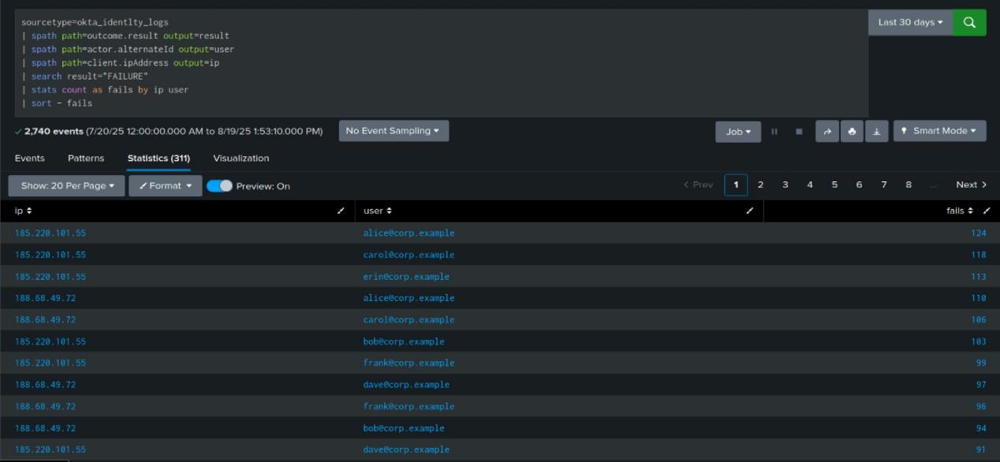 sourcetype=okta_identlty_logs
| spath path=outcome.result output=result
| spath path=actor.alternateId output=user
| spath path=client.ipAddress output=ip
| search result="FAILURE"
| stats count as fails by ip user
| sort - fails
Last 30 days
2,740 events (7/20/25 12:00:00.000 AM to 8/19/25 1:53:10.000 PM)
No Event Sampling
Job
Smart Mode
Events Patterns Statistics (311) Visualization
Show: 20 Per Page Format Preview: On
< Prev 1 2 3 4 5 6 7 8 ... Next >
ip user fails
185.220.101.55 alice@corp.example 124
185.220.101.55 carol@corp.example 118
185.220.101.55 erin@corp.example 113
188.68.49.72 alice@corp.example 110
188.68.49.72 carol@corp.example 106
185.220.101.55 bob@corp.example 103
185.220.101.55 frank@corp.example 99
188.68.49.72 dave@corp.example 97
188.68.49.72 frank@corp.example 96
188.68.49.72 bob@corp.example 94
185.220.101.55 dave@corp.example 91